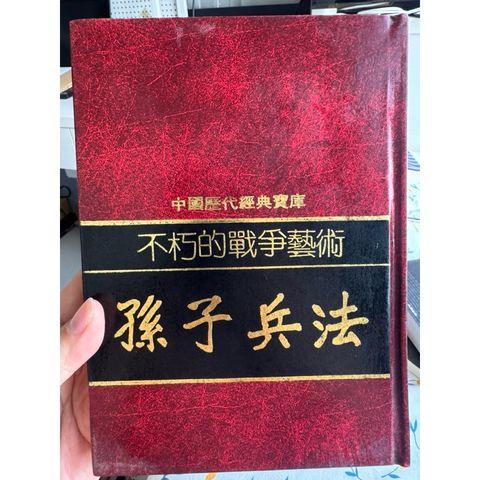 中國歷代經典寶庫
不朽的戰爭藝術
孫子兵法